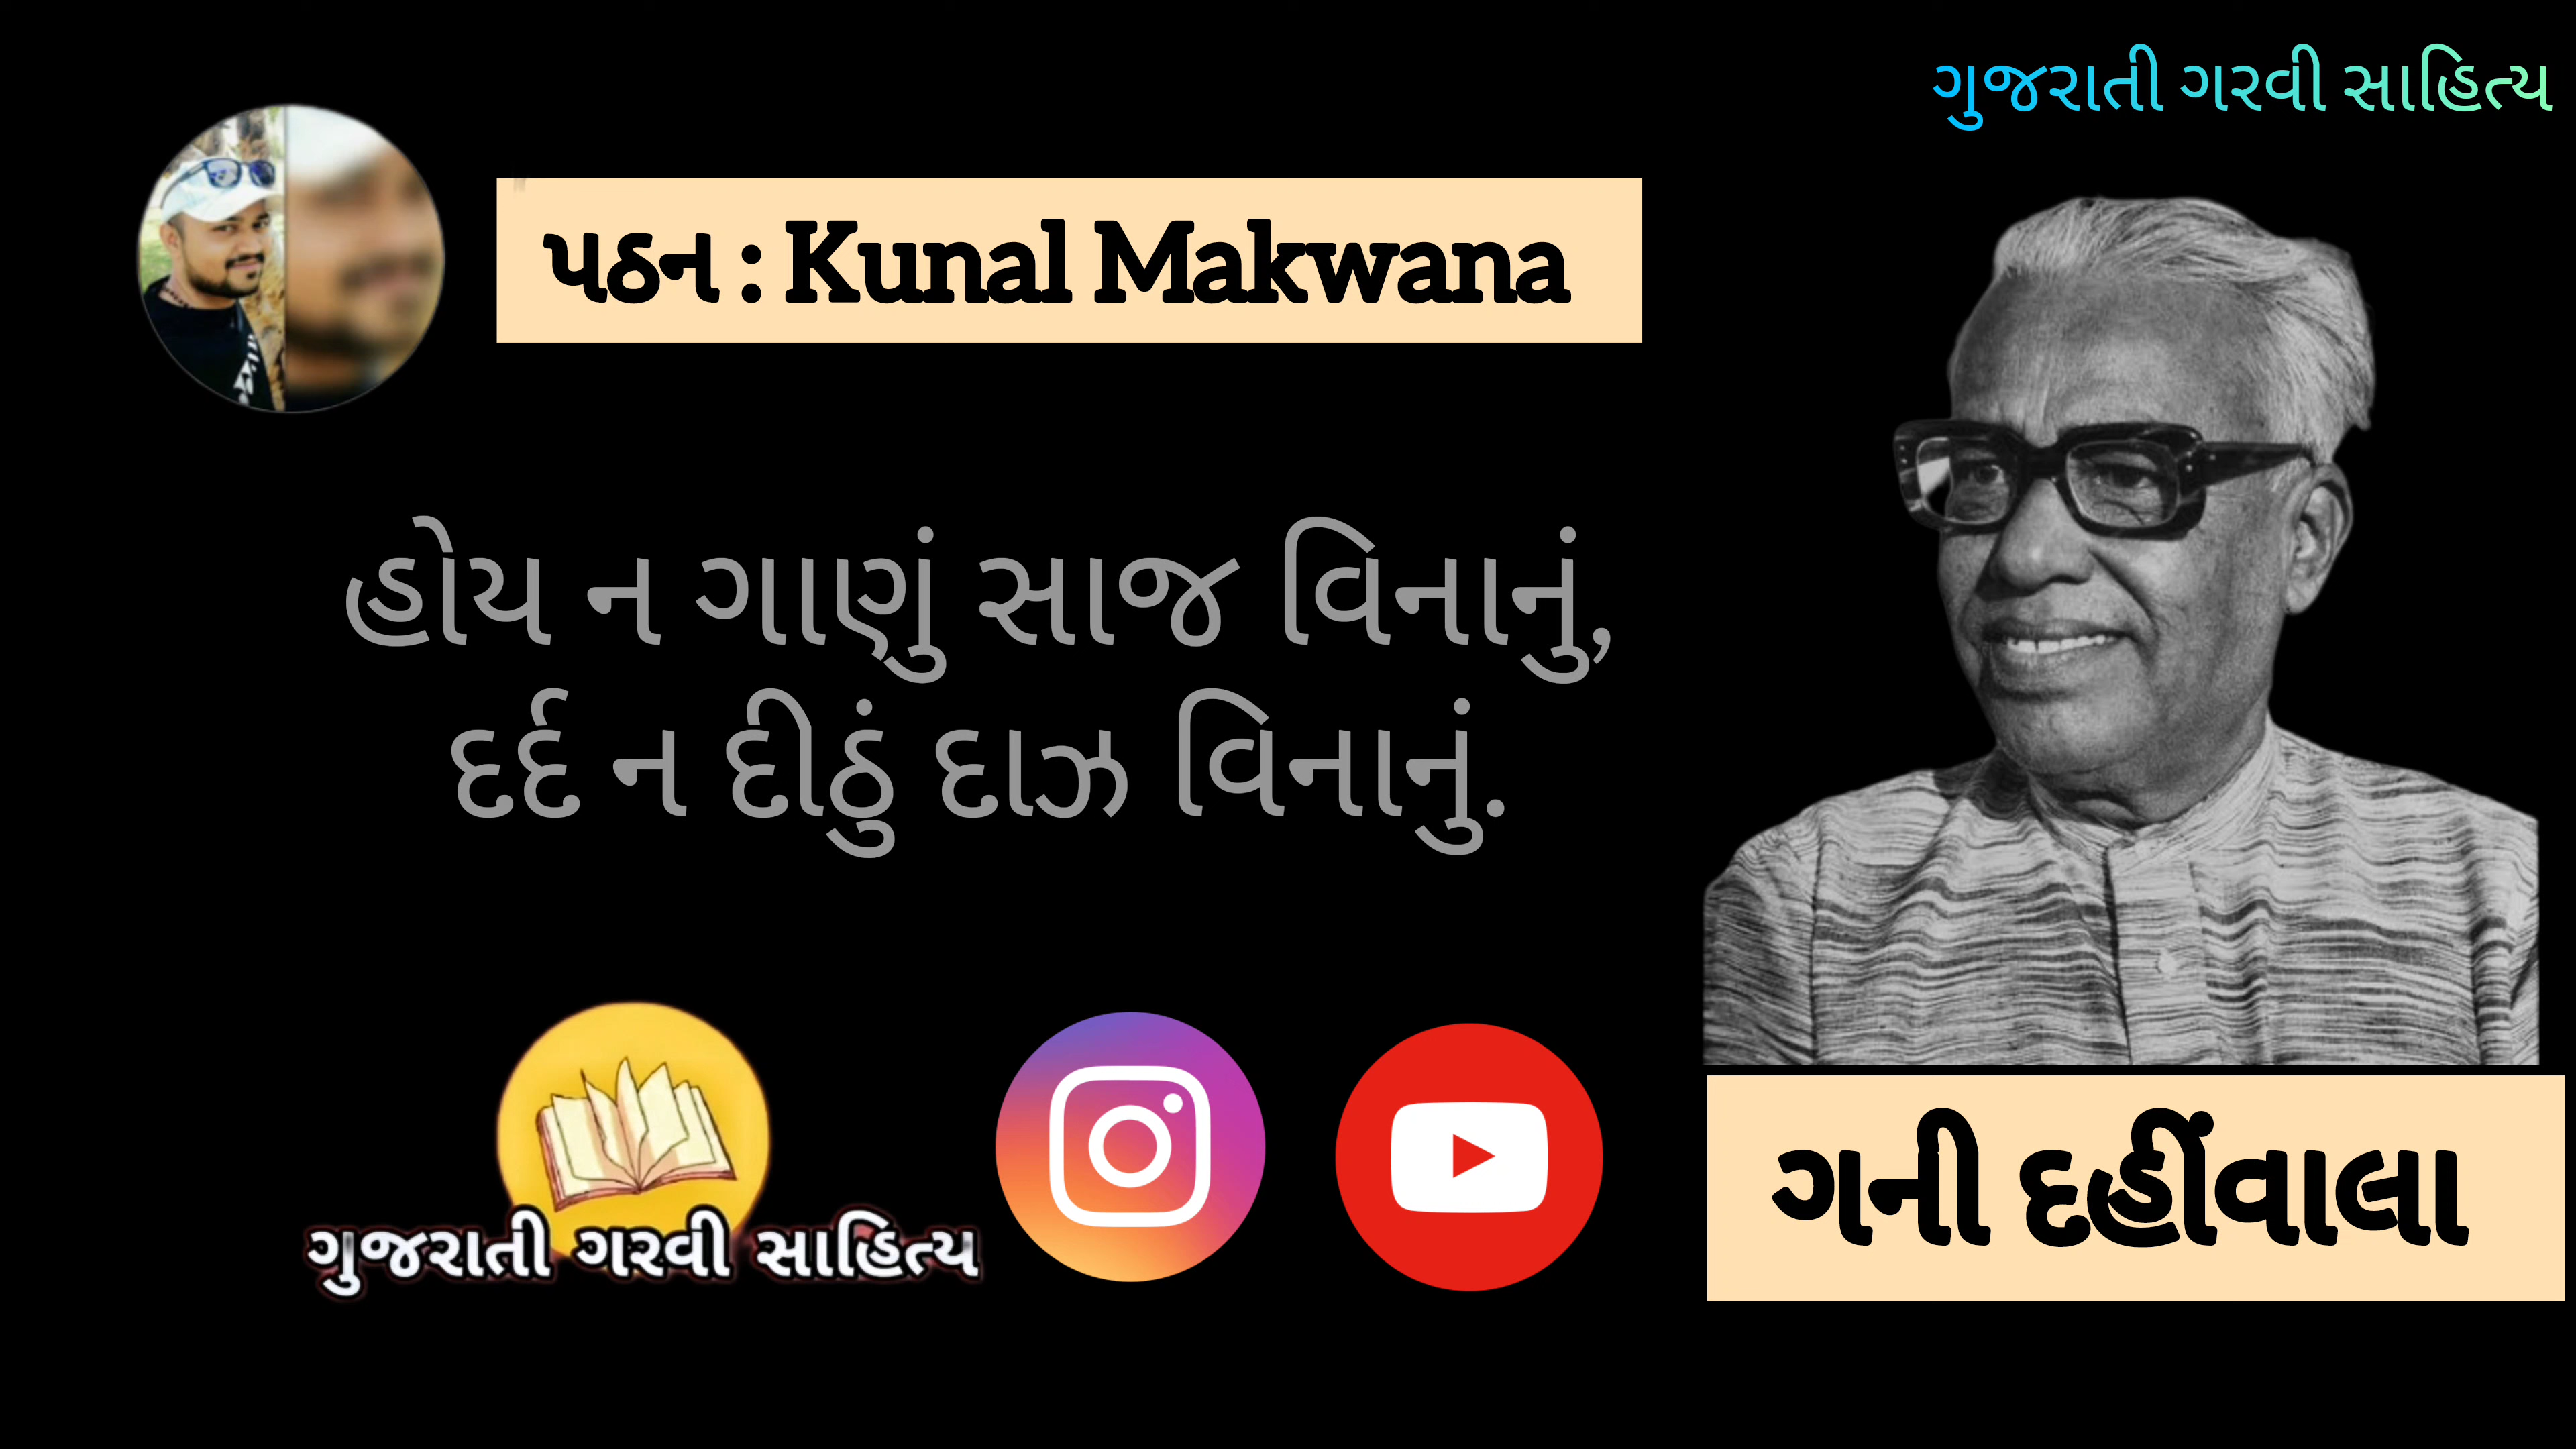 ગુજરાતી ગરવી સાહિત્ય
પઠન : Kunal Makwana
હોય ન ગાણું સાજ વિનાનું,
દર્દ ન દીઠું દાઝ વિનાનું.
ગુજરાતી ગરવી સાહિત્ય
ગની દહીંવાલા